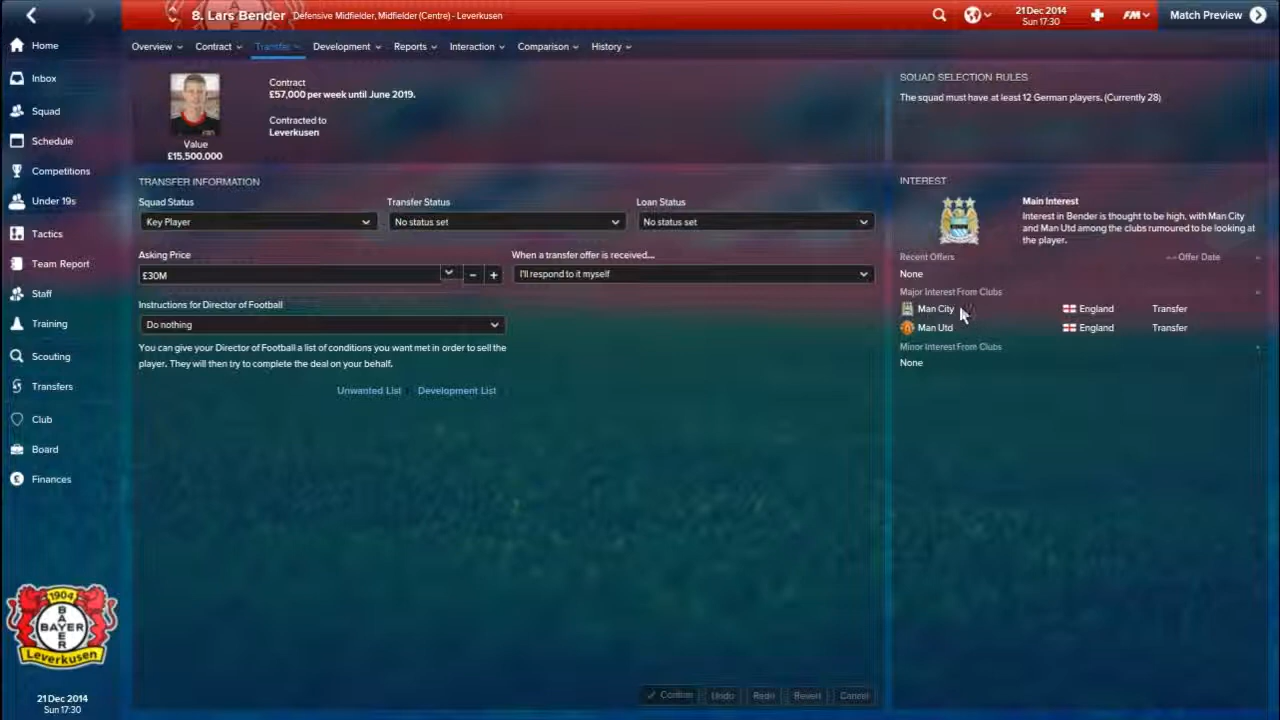 8. Lars Bender Defensive Midfielder, Midfielder (Centre) - Leverkusen
21 Dec 2014
Sun 17:30
FM
Match Preview
Home
Inbox
Squad
Schedule
Competitions
Under 19s
Tactics
Team Report
Staff
Training
Scouting
Transfers
Club
Board
Finances
1904
BAYER
BAYER
Leverkusen
21 Dec 2014
Sun 17:30
Overview Contract Transfer Development Reports Interaction Comparison History
Value
£15,500,000
Contract
£57,000 per week until June 2019.
Contracted to
Leverkusen
SQUAD SELECTION RULES
The squad must have at least 12 German players. (Currently 28)
TRANSFER INFORMATION
Squad Status Transfer Status Loan Status
Key Player No status set No status set
Asking Price When a transfer offer is received...
£30M - + I'll respond to it myself
Instructions for Director of Football
Do nothing
You can give your Director of Football a list of conditions you want met in order to sell the
player. They will then try to complete the deal on your behalf.
Unwanted List Development List
Confirm Undo Redo Revert Cancel
INTEREST
Main Interest
Interest in Bender is thought to be high, with Man City
and Man Utd among the clubs rumoured to be looking at
the player.
Recent Offers Offer Date
None
Major Interest From Clubs
Man City England Transfer
Man Utd England Transfer
Minor Interest From Clubs
None